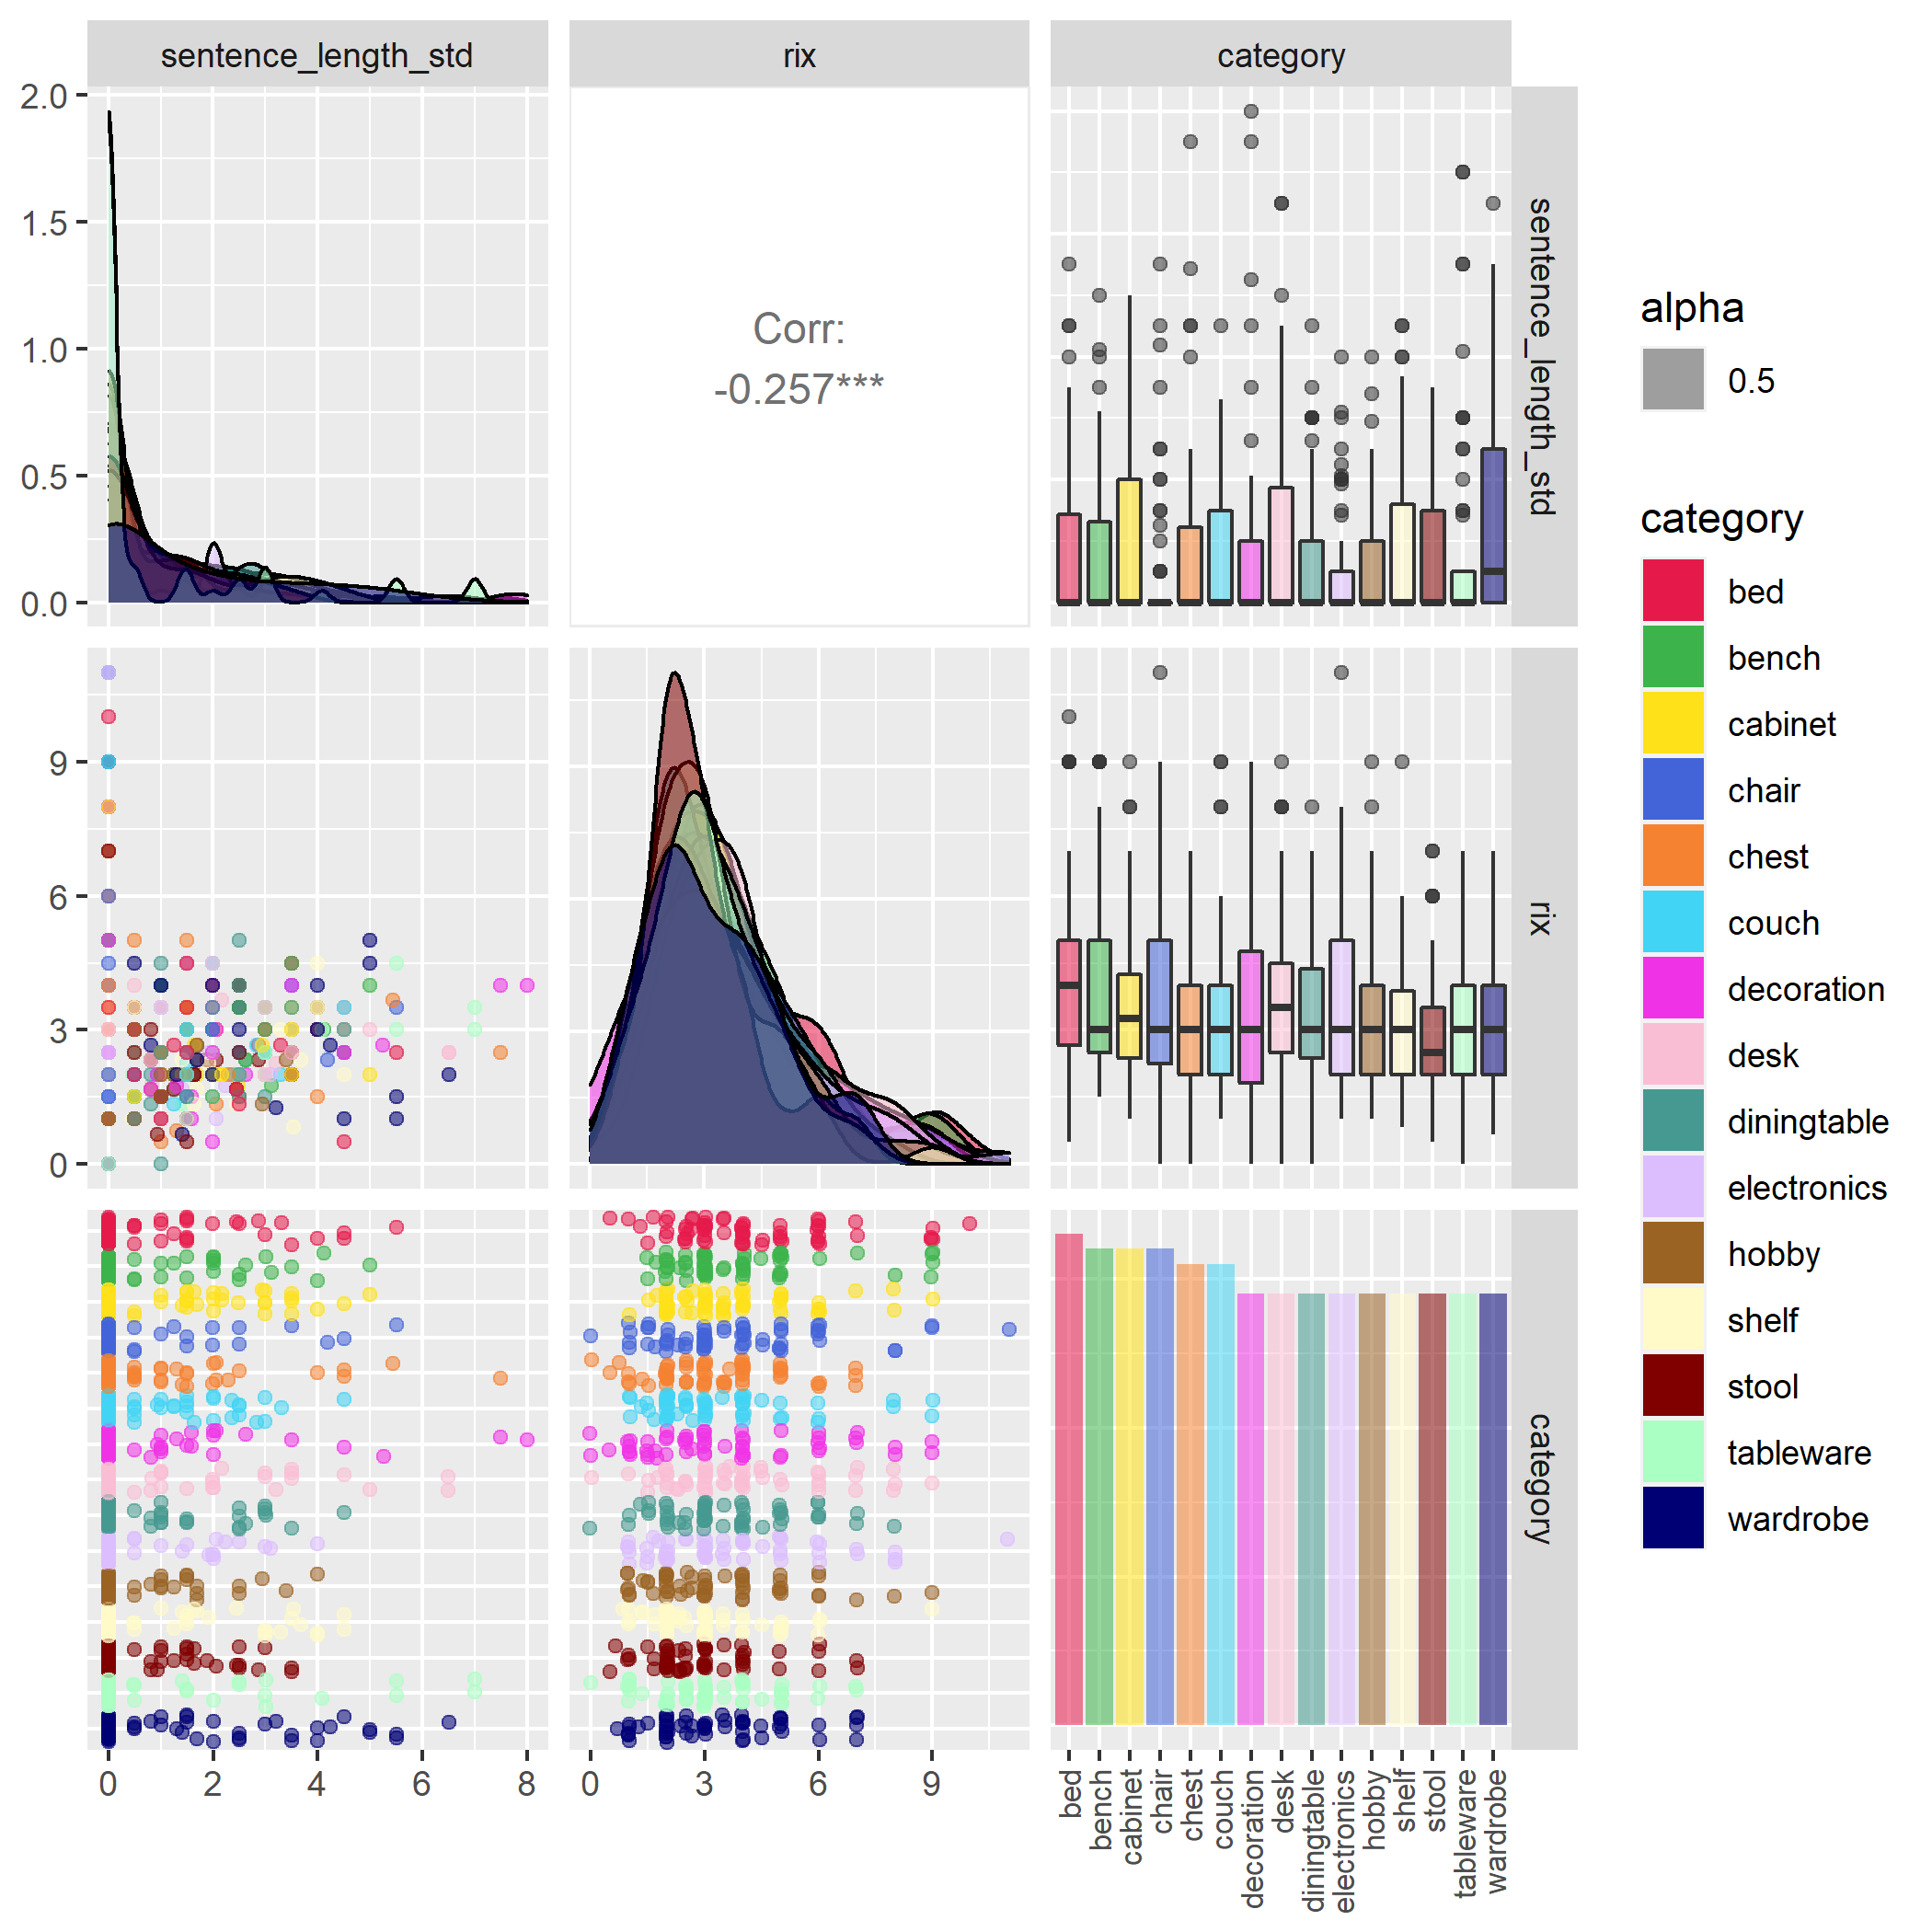 sentence_length_std
rix
category
2.0
1.5
1.0
0.5
0.0
Corr:
-0.257***
sentence_length_std
9
6
3
0
rix
category
0
2
4
6
8
0
3
6
9
bed
bench
cabinet
chair
chest
couch
decoration
desk
diningtable
electronics
hobby
shelf
stool
tableware
wardrobe
alpha
0.5
category
bed
bench
cabinet
chair
chest
couch
decoration
desk
diningtable
electronics
hobby
shelf
stool
tableware
wardrobe